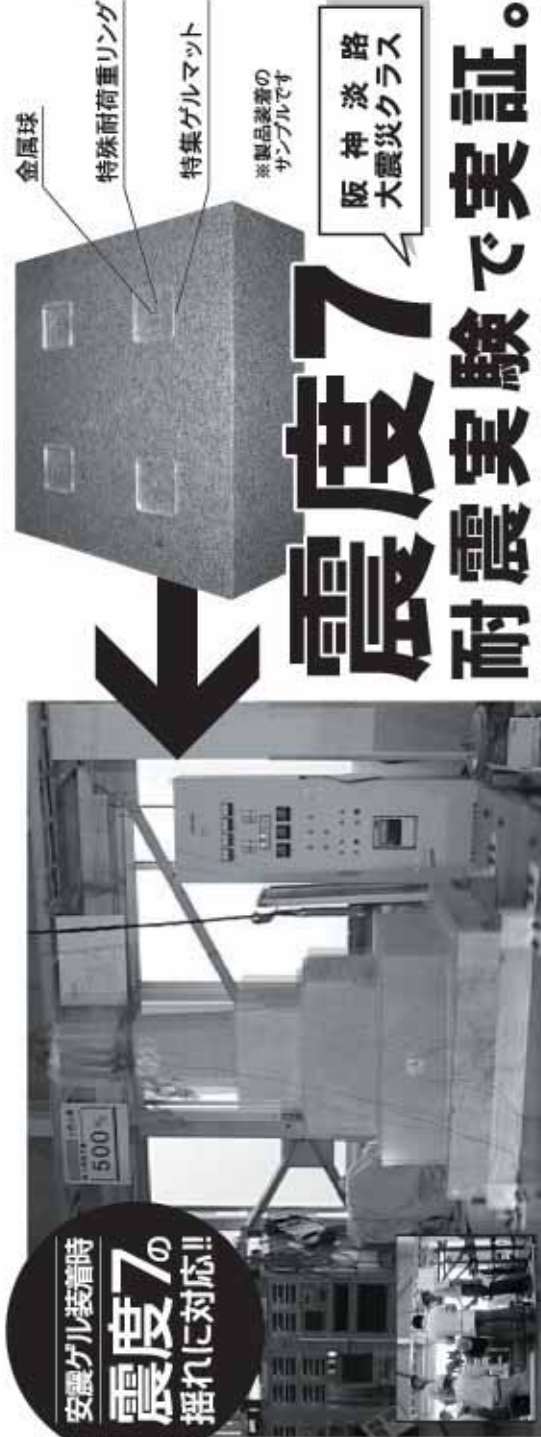 安震ゲル装着時
震度7の
揺れに対応!!
500%
金属球
特殊耐荷重リング
特集ゲルマット
※製品装着の
サンプルです
阪神淡路
大震災クラス
震度7
耐震実験で実証。